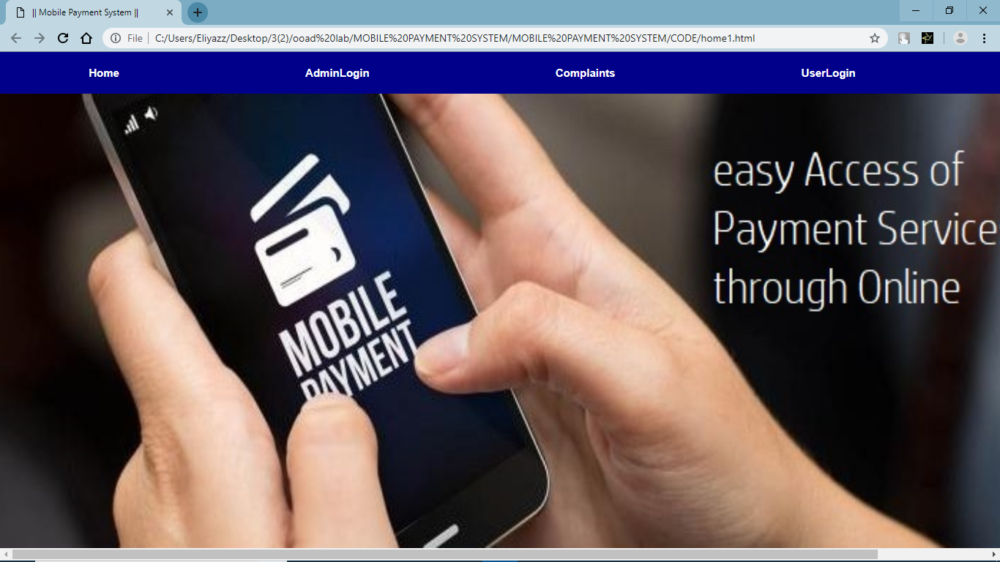 || Mobile Payment System ||
File
C:/Users/Eliyazz/Desktop/3(2)/ooad%20lab/MOBILE%20PAYMENT%20SYSTEM/MOBILE%20PAYMENT%20SYSTEM/CODE/home1.html
Home AdminLogin Complaints UserLogin
easy Access of
Payment Service
through Online
MOBILE
PAYMENT